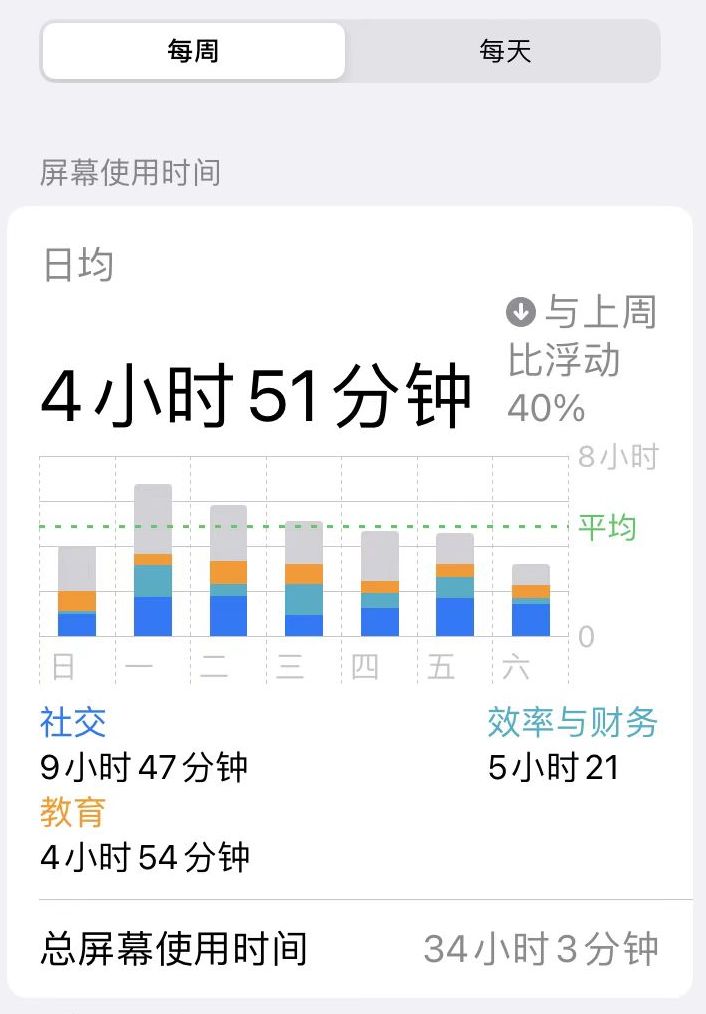 每周
每天
屏幕使用时间
日均
与上周
比浮动
40%
4小时51分钟
8小时
平均
0
日 一 二 三 四 五 六
社交
效率与财务
9小时47分钟
5小时21
教育
4小时54分钟
总屏幕使用时间
34小时3分钟